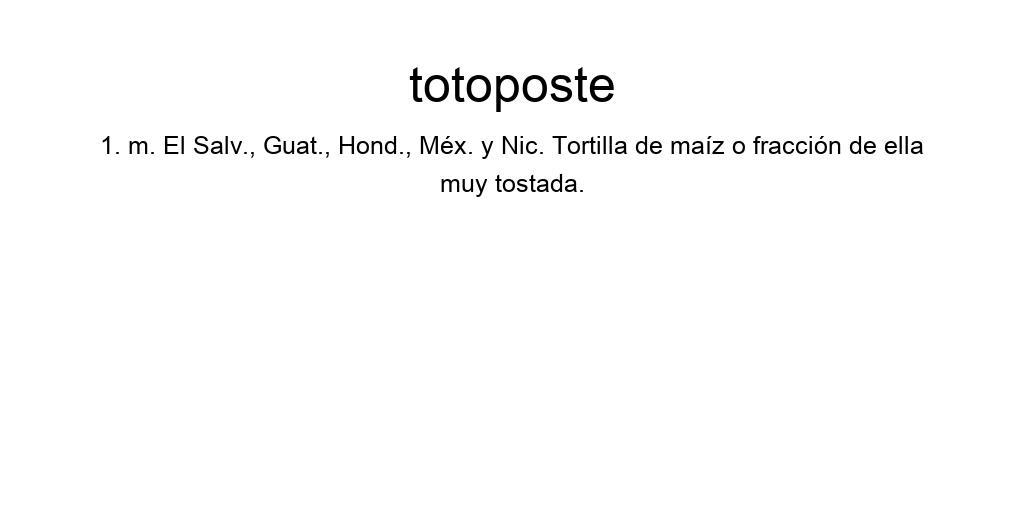 totoposte
1. m. El Salv., Guat., Hond., Méx. y Nic. Tortilla de maíz o fracción de ella
muy tostada.